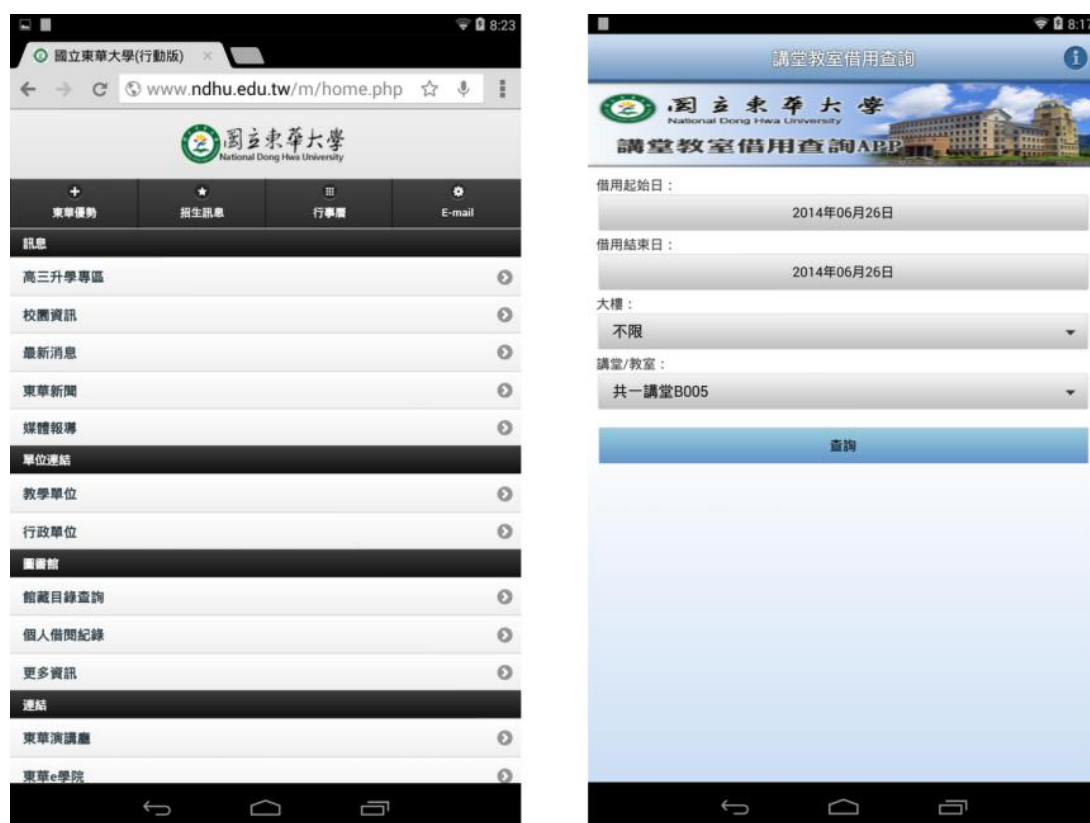 8:23
國立東華大學(行動版)
www.ndhu.edu.tw/m/home.php
國立東華大學
National Dong Hwa University
東華優勢 招生訊息 行事曆 E-mail
訊息
高三升學專區
校園資訊
最新消息
東華新聞
媒體報導
單位連結
教學單位
行政單位
圖書館
館藏目錄查詢
個人借閱紀錄
更多資訊
連結
東華演講廳
東華e學院
8:17
講堂教室借用查詢
國立東華大學
National Dong Hwa University
講堂教室借用查詢APP
借用起始日：
2014年06月26日
借用結束日：
2014年06月26日
大樓：
不限
講堂/教室：
共一講堂B005
查詢